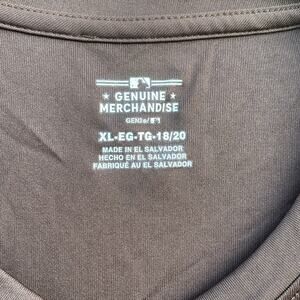 GENUINE
MERCHANDISE
GENIII/
XL-EG-TG-18/20
MADE IN EL SALVADOR
HECHO EN EL SALVADOR
FABRIQUÉ AU EL SALVADOR